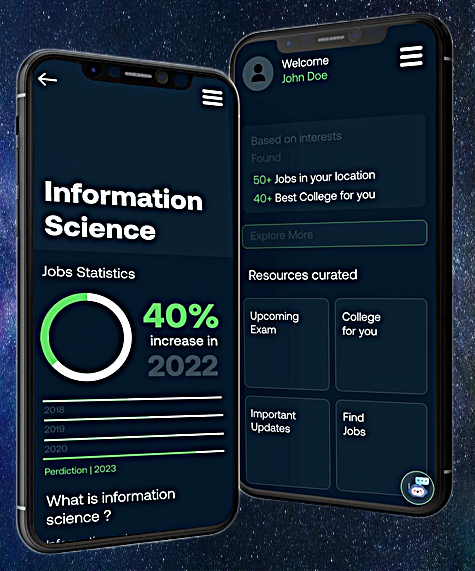 Information
Science
Jobs Statistics
40%
increase in
2022
2018
2019
2020
Perdiction | 2023
What is information
science ?
Welcome
John Doe
Based on interests
Found
50+ Jobs in your location
40+ Best College for you
Explore More
Resources curated
Upcoming
Exam
College
for you
Important
Updates
Find
Jobs